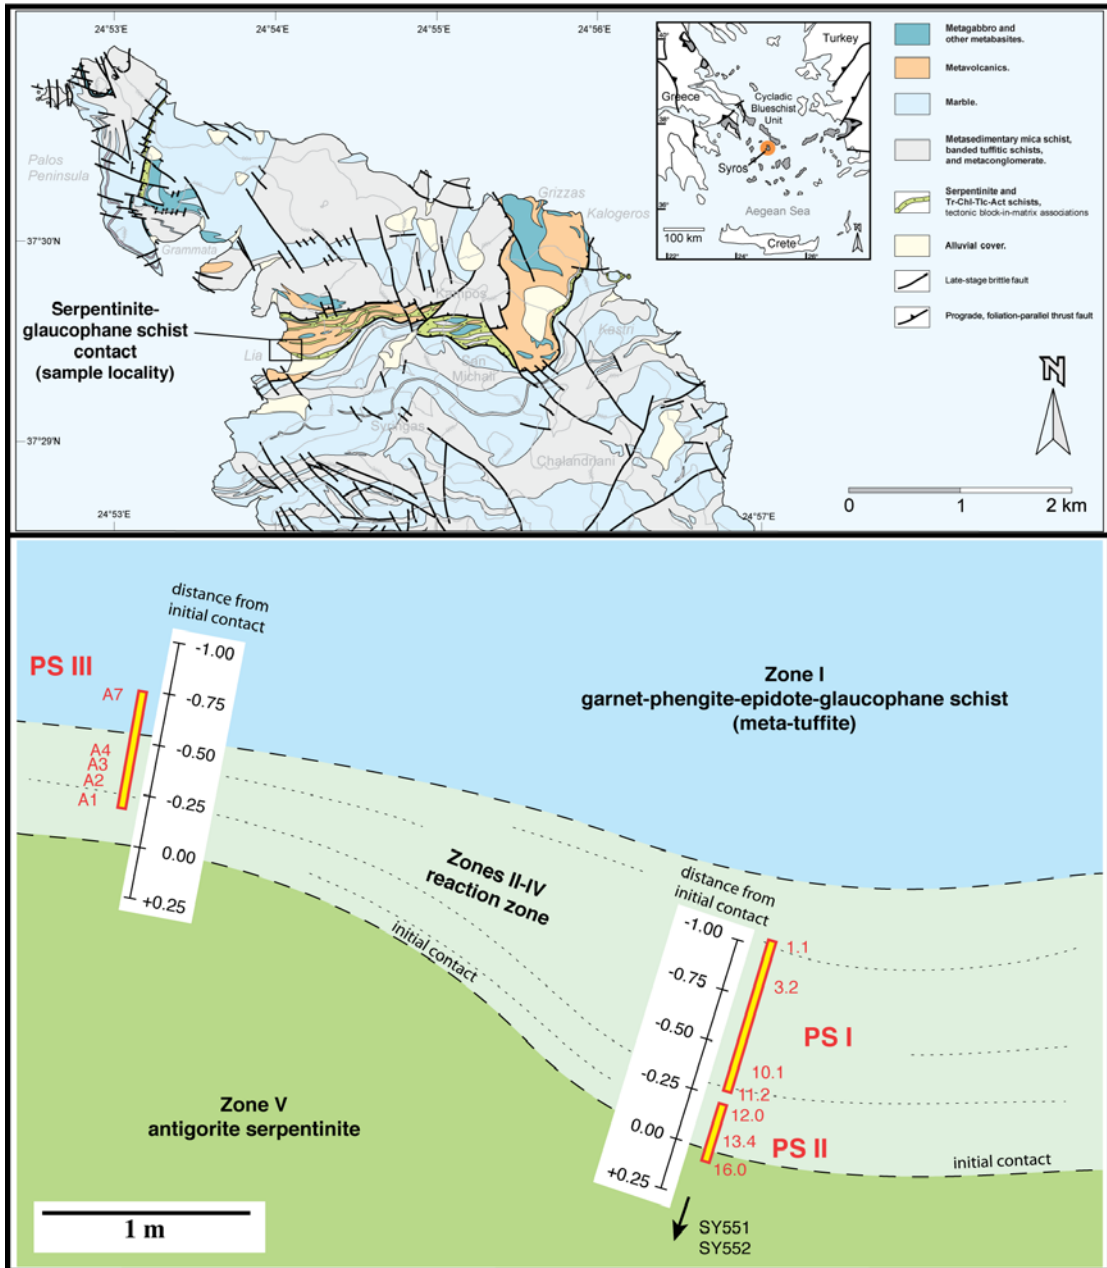 24°53'E
24°54'E
24°55'E
24°56'E
37°30'N
37°29'N
24°53'E
24°57'E
Palos
Peninsula
Grammata
Grizzas
Kalogeros
Kampos
Kastri
Lia
San
Michali
Syringas
Chalandriani
Serpentinite-
glaucophane schist
contact
(sample locality)
Turkey
Greece
Cycladic
Blueschist
Unit
Syros
Aegean Sea
Crete
100 km
N
40°
38°
36°
22°
24°
26°
Metagabbro and
other metabasites.
Metavolcanics.
Marble.
Metasedimentary mica schist,
banded tuffitic schists,
and metaconglomerate.
Serpentinite and
Tr-Chl-Tlc-Act schists,
tectonic block-in-matrix associations
Alluvial cover.
Late-stage brittle fault
Prograde, foliation-parallel thrust fault
N
0
1
2 km
distance from
initial contact
-1.00
-0.75
-0.50
-0.25
0.00
+0.25
PS III
A7
A4
A3
A2
A1
Zone I
garnet-phengite-epidote-glaucophane schist
(meta-tuffite)
Zones II-IV
reaction zone
initial contact
distance from
initial contact
-1.00
-0.75
-0.50
-0.25
0.00
+0.25
1.1
3.2
PS I
10.1
11.2
12.0
13.4
PS II
16.0
initial contact
Zone V
antigorite serpentinite
SY551
SY552
1 m